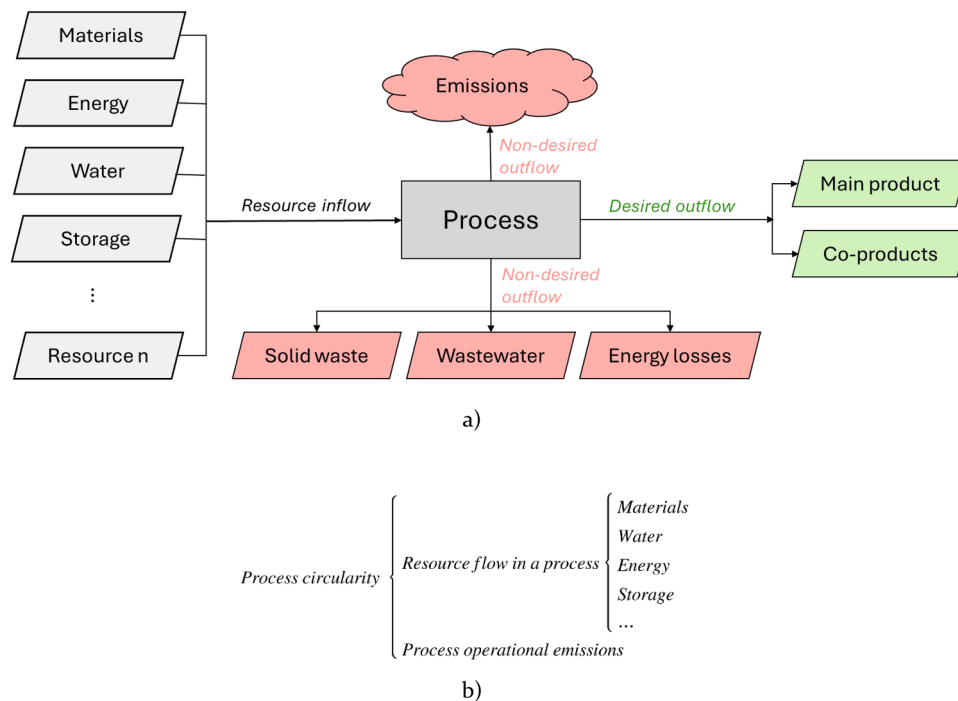 Materials
Energy
Water
Storage
⋮
Resource n
Resource inflow
Emissions
Non-desired
outflow
Process
Desired outflow
Main product
Co-products
Non-desired
outflow
Solid waste
Wastewater
Energy losses
a)
Process circularity
Resource flow in a process
Materials
Water
Energy
Storage
...
Process operational emissions
b)